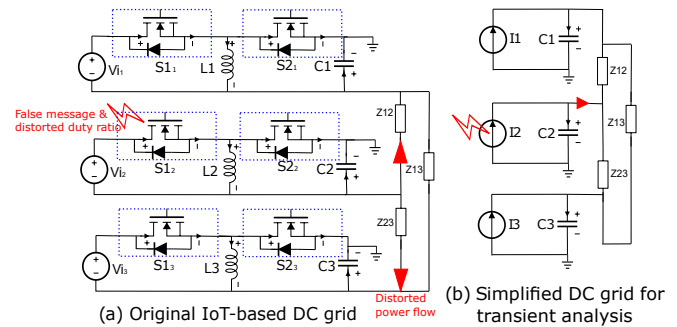 I1
C1
S1₁
L1
S2₁
C1
Vi₁
Z12
Z12
False message &
distorted duty ratio
Z13
I2
C2
S1₂
L2
S2₂
C2
Vi₂
Z13
Z23
Z23
I3
C3
S1₃
L3
S2₃
C3
Vi₃
(a) Original IoT-based DC grid
Distorted
power flow
(b) Simplified DC grid for
transient analysis